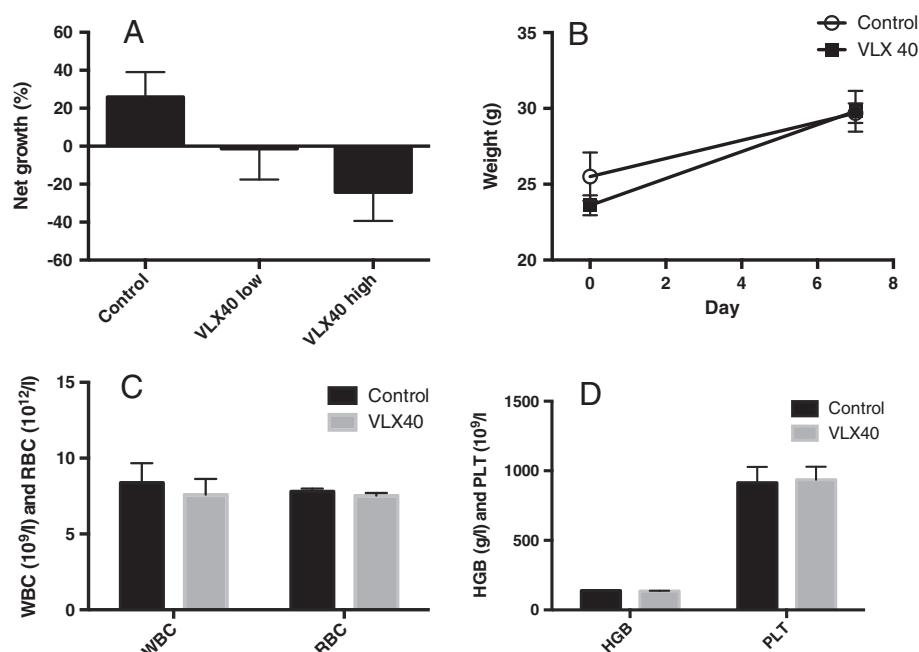 A
Net growth (%)
60
40
20
0
-20
-40
-60
Control
VLX40 low
VLX40 high
B
Control
VLX 40
Weight (g)
35
30
25
20
0 2 4 6 8
Day
C
Control
VLX40
WBC (10⁹/l) and RBC (10¹²/l)
15
10
5
0
WBC
RBC
D
Control
VLX40
HGB (g/l) and PLT (10⁹/l
1500
1000
500
0
HGB
PLT